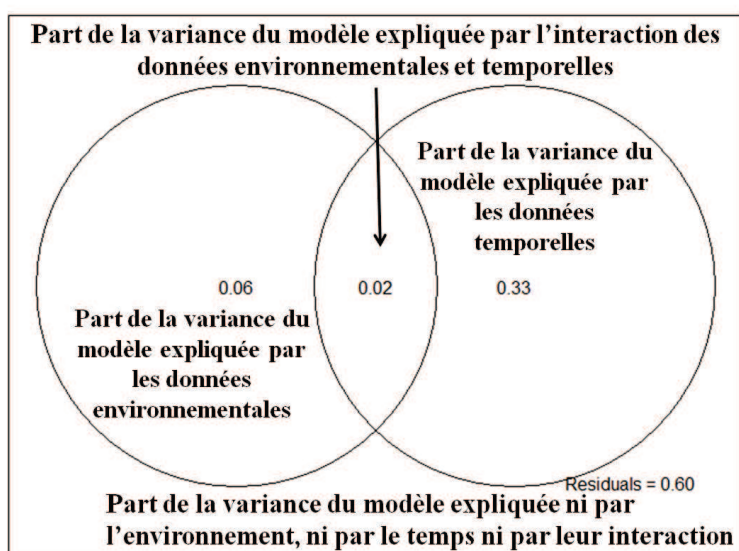 Part de la variance du modèle expliquée par l'interaction des
données environnementales et temporelles
Part de la variance du
modèle expliquée par
les données
temporelles
0.06
0.02
0.33
Part de la variance du
modèle expliquée par
les données
environnementales
Residuals = 0.60
Part de la variance du modèle expliquée ni par
l'environnement, ni par le temps ni par leur interaction